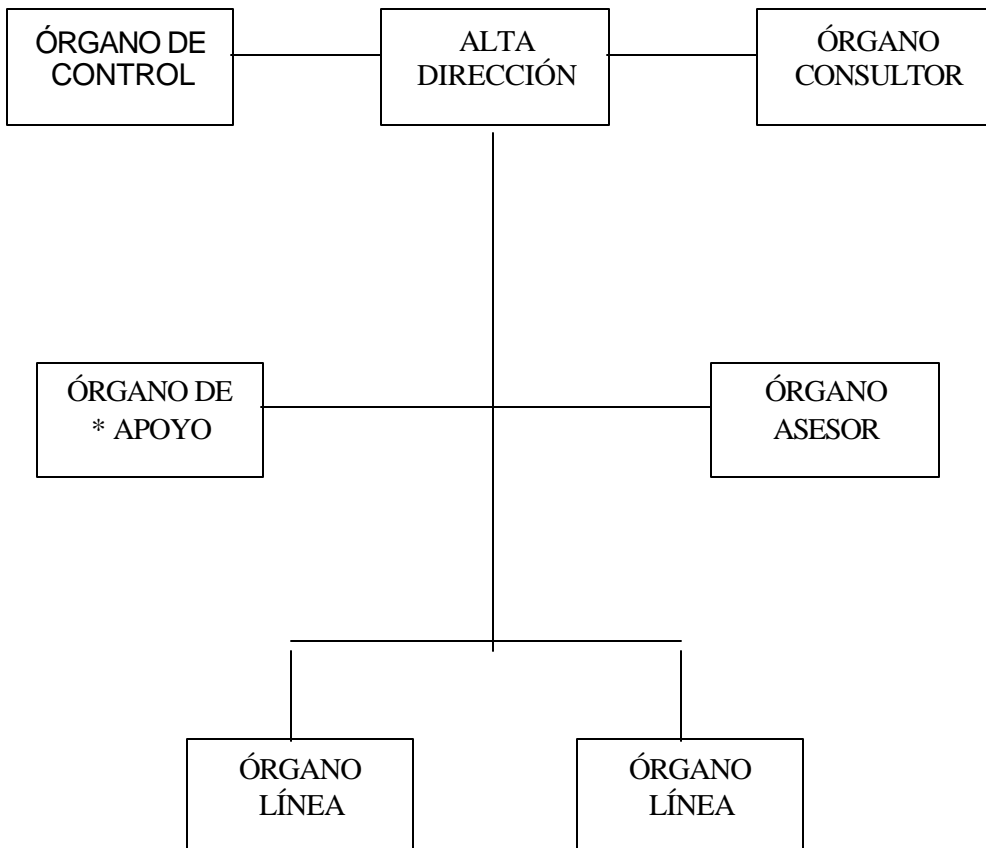 ÓRGANO DE
CONTROL
ALTA
DIRECCIÓN
ÓRGANO
CONSULTOR
ÓRGANO DE
* APOYO
ÓRGANO
ASESOR
ÓRGANO
LÍNEA
ÓRGANO
LÍNEA